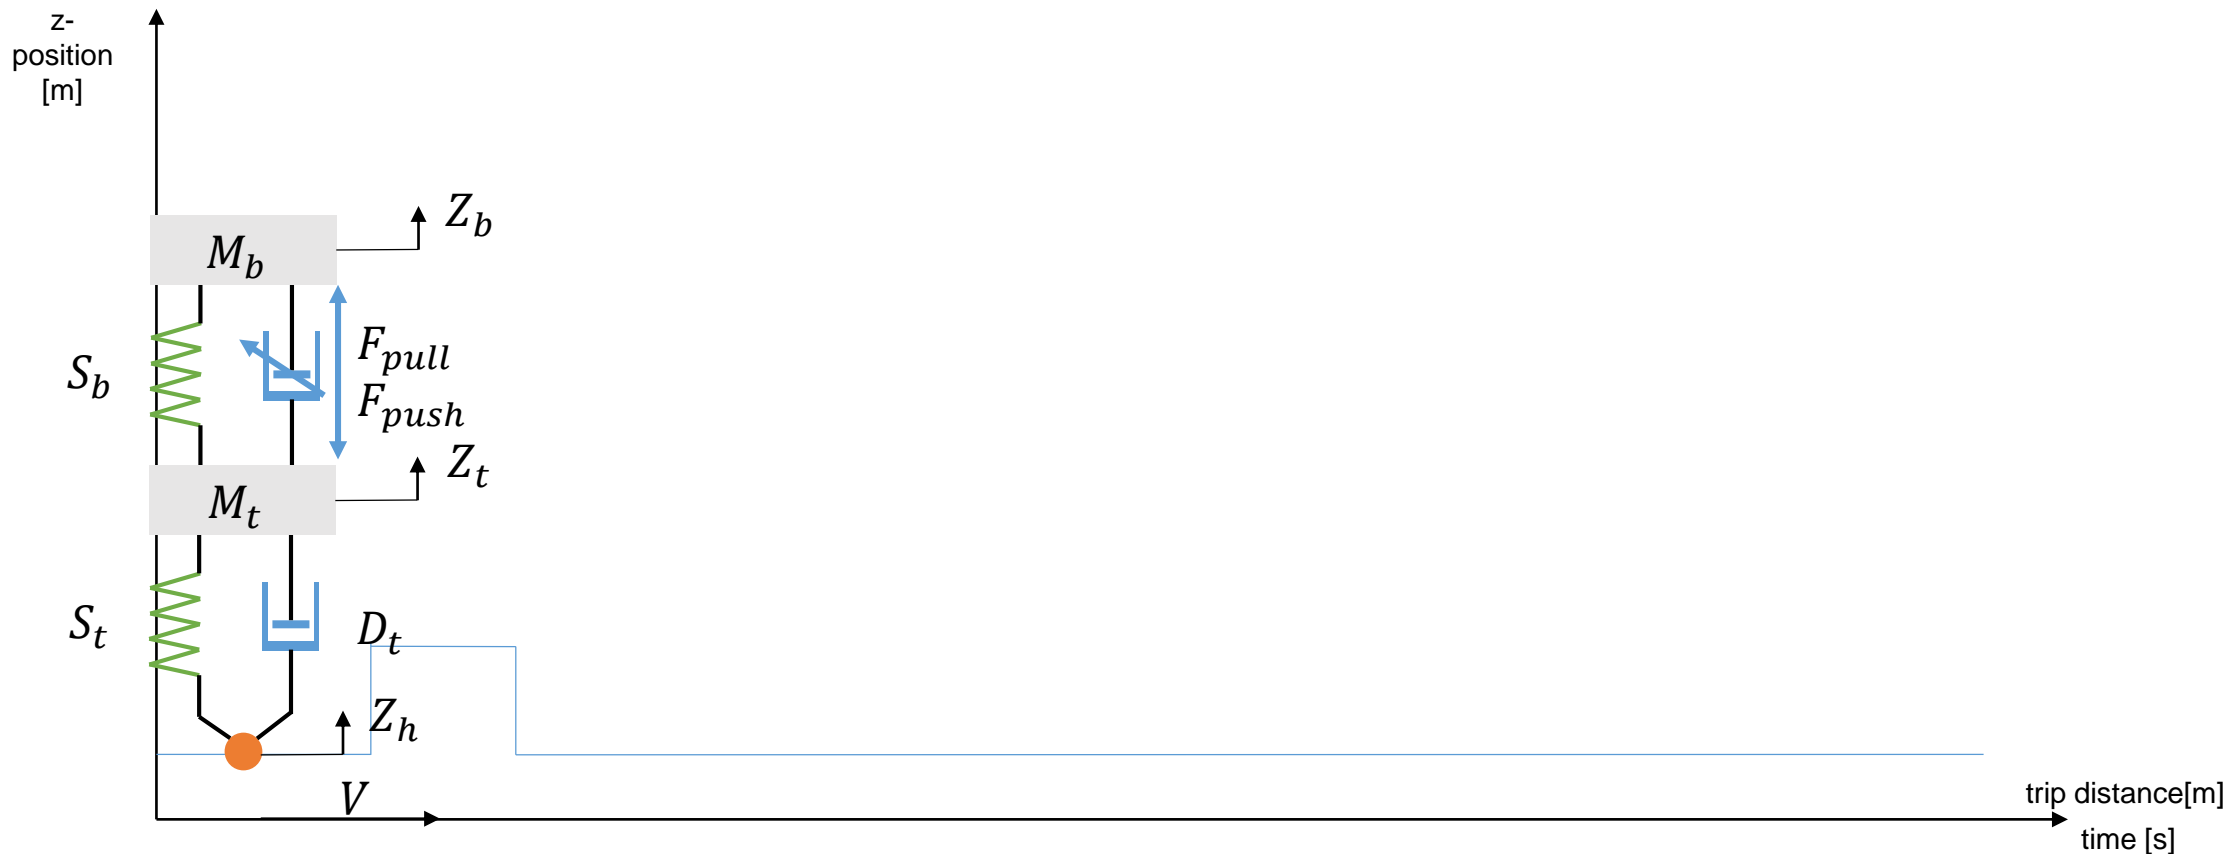 z-
position
[m]
Z_b
M_b
F_pull
S_b
F_push
Z_t
M_t
S_t
D_t
Z_h
V
trip distance[m]
time [s]